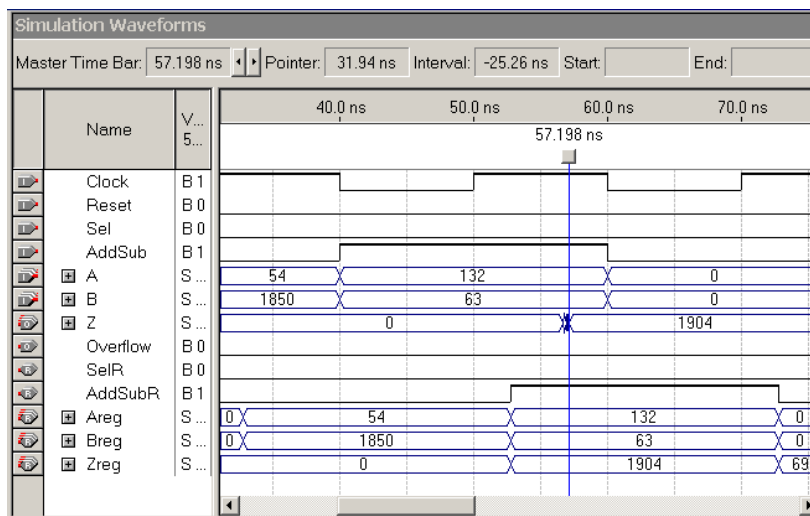 Simulation Waveforms
Master Time Bar: 57.198 ns Pointer: 31.94 ns Interval: -25.26 ns Start: End:
Name V... 5... 40.0 ns 50.0 ns 60.0 ns 70.0 ns
57.198 ns
Clock B 1
Reset B 0
Sel B 0
AddSub B 1
A S... 54 132 0
B S... 1850 63 0
Z S... 0 1904
Overflow B 0
SelR B 0
AddSubR B 1
Areg S... 0 54 132 0
Breg S... 0 1850 63 0
Zreg S... 0 1904 69